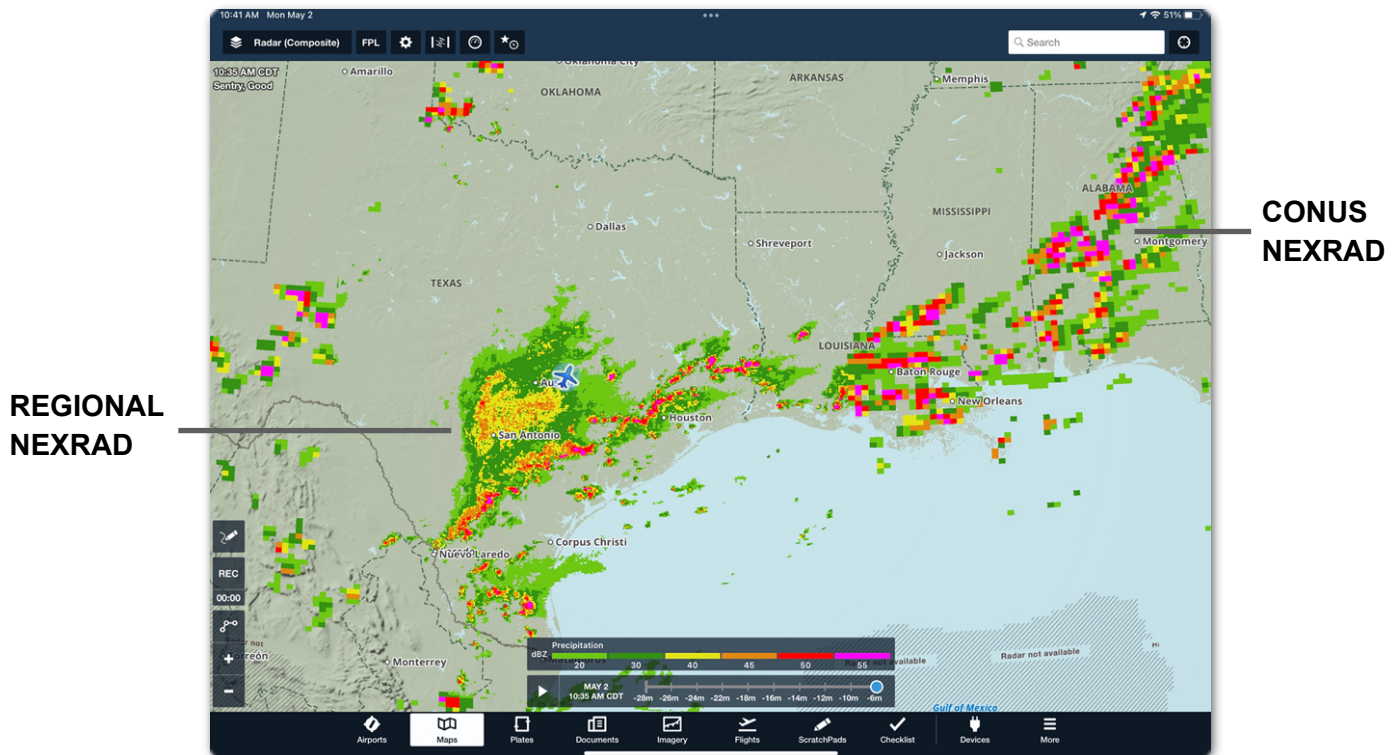 10:41 AM Mon May 2
51%
Radar (Composite)
FPL
Search
10:35 AM CDT
Sentry, Good
Amarillo
Oklahoma City
OKLAHOMA
ARKANSAS
Memphis
ALABAMA
MISSISSIPPI
CONUS
NEXRAD
Montgomery
Dallas
Shreveport
Jackson
TEXAS
LOUISIANA
Baton Rouge
New Orleans
REGIONAL
NEXRAD
Houston
San Antonio
Corpus Christi
Nuevo Laredo
REC
00:00
Radar not
Torreón
Monterrey
Matamoros
Precipitation
dBZ
20 30 40 45 50 55
Radar not available
Radar not available
MAY 2
10:35 AM CDT
-28m -26m -24m -22m -18m -16m -14m -12m -10m -6m
Gulf of Mexico
Airports
Maps
Plates
Documents
Imagery
Flights
ScratchPads
Checklist
Devices
More